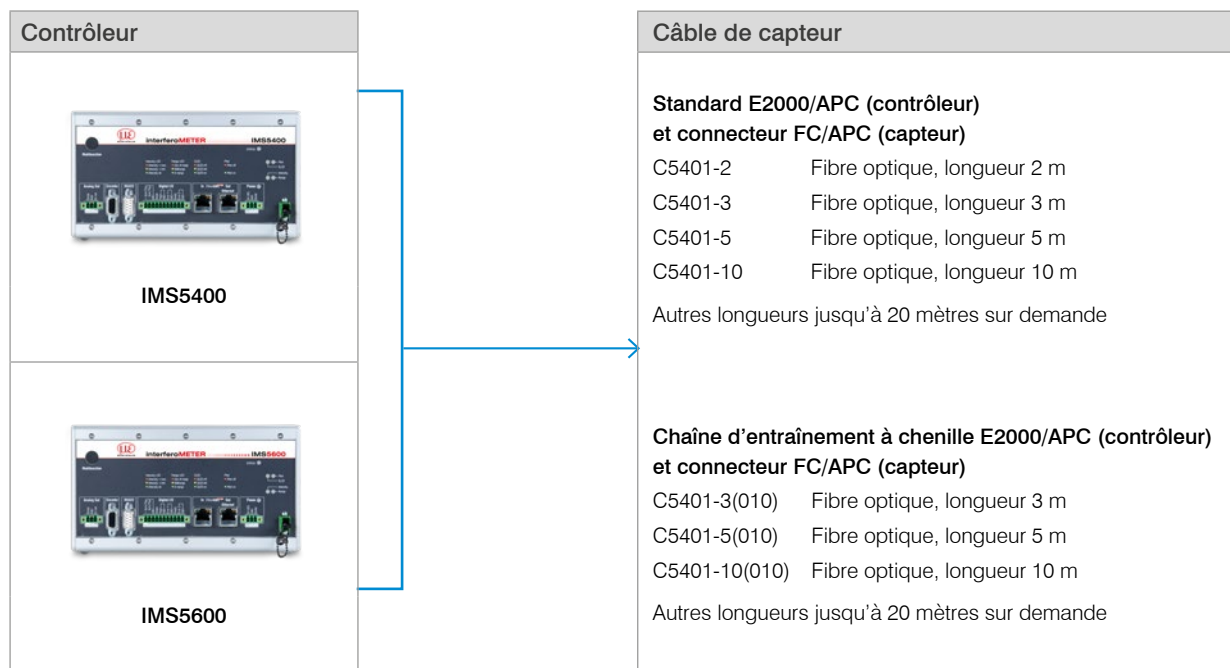 Contrôleur
interferoMETER IMS5400
IMS5400
interferoMETER IMS5600
IMS5600
Câble de capteur
Standard E2000/APC (contrôleur)
et connecteur FC/APC (capteur)
C5401-2 Fibre optique, longueur 2 m
C5401-3 Fibre optique, longueur 3 m
C5401-5 Fibre optique, longueur 5 m
C5401-10 Fibre optique, longueur 10 m
Autres longueurs jusqu’à 20 mètres sur demande
Chaîne d’entraînement à chenille E2000/APC (contrôleur)
et connecteur FC/APC (capteur)
C5401-3(010) Fibre optique, longueur 3 m
C5401-5(010) Fibre optique, longueur 5 m
C5401-10(010) Fibre optique, longueur 10 m
Autres longueurs jusqu’à 20 mètres sur demande